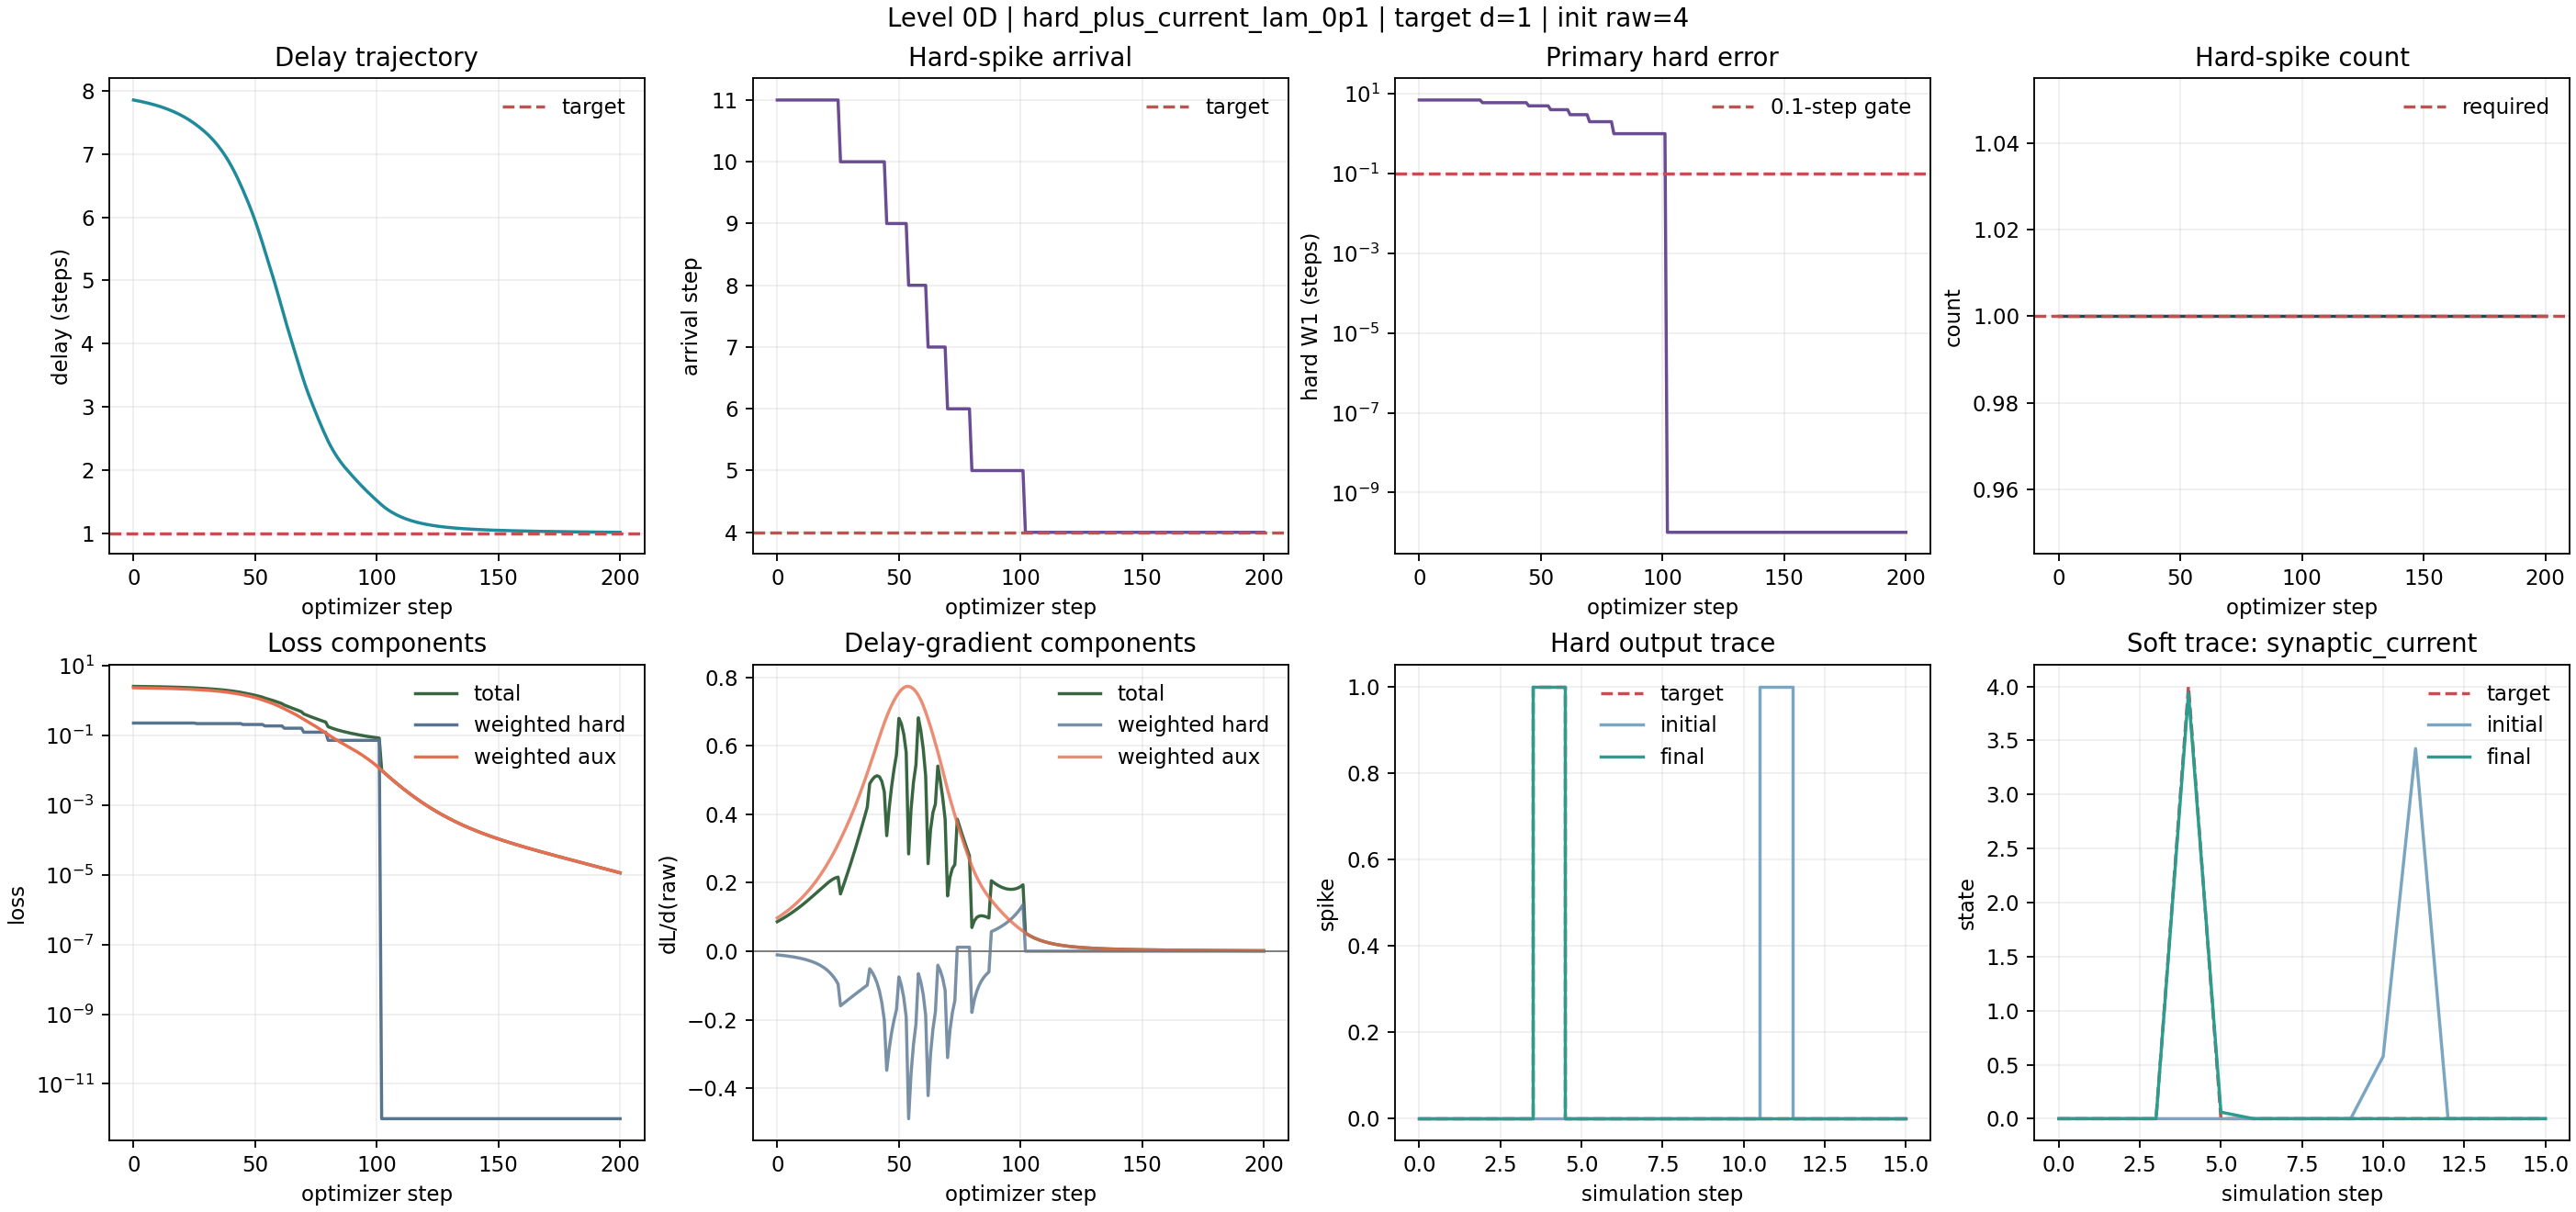 Level 0D | hard_plus_current_lam_0p1 | target d=1 | init raw=4
Delay trajectory
8
7
6
5
4
3
2
1
delay (steps)
target
0 50 100 150 200
optimizer step
Hard-spike arrival
11
10
9
8
7
6
5
4
arrival step
target
0 50 100 150 200
optimizer step
Primary hard error
10¹
10⁻¹
10⁻³
10⁻⁵
10⁻⁷
10⁻⁹
hard W1 (steps)
0.1-step gate
0 50 100 150 200
optimizer step
Hard-spike count
1.04
1.02
1.00
0.98
0.96
count
required
0 50 100 150 200
optimizer step
Loss components
10¹
10⁻¹
10⁻³
10⁻⁵
10⁻⁷
10⁻⁹
10⁻¹¹
loss
total
weighted hard
weighted aux
0 50 100 150 200
optimizer step
Delay-gradient components
0.8
0.6
0.4
0.2
0.0
−0.2
−0.4
dL/d(raw)
total
weighted hard
weighted aux
0 50 100 150 200
optimizer step
Hard output trace
1.0
0.8
0.6
0.4
0.2
0.0
spike
target
initial
final
0.0 2.5 5.0 7.5 10.0 12.5 15.0
simulation step
Soft trace: synaptic_current
4.0
3.5
3.0
2.5
2.0
1.5
1.0
0.5
0.0
state
target
initial
final
0.0 2.5 5.0 7.5 10.0 12.5 15.0
simulation step